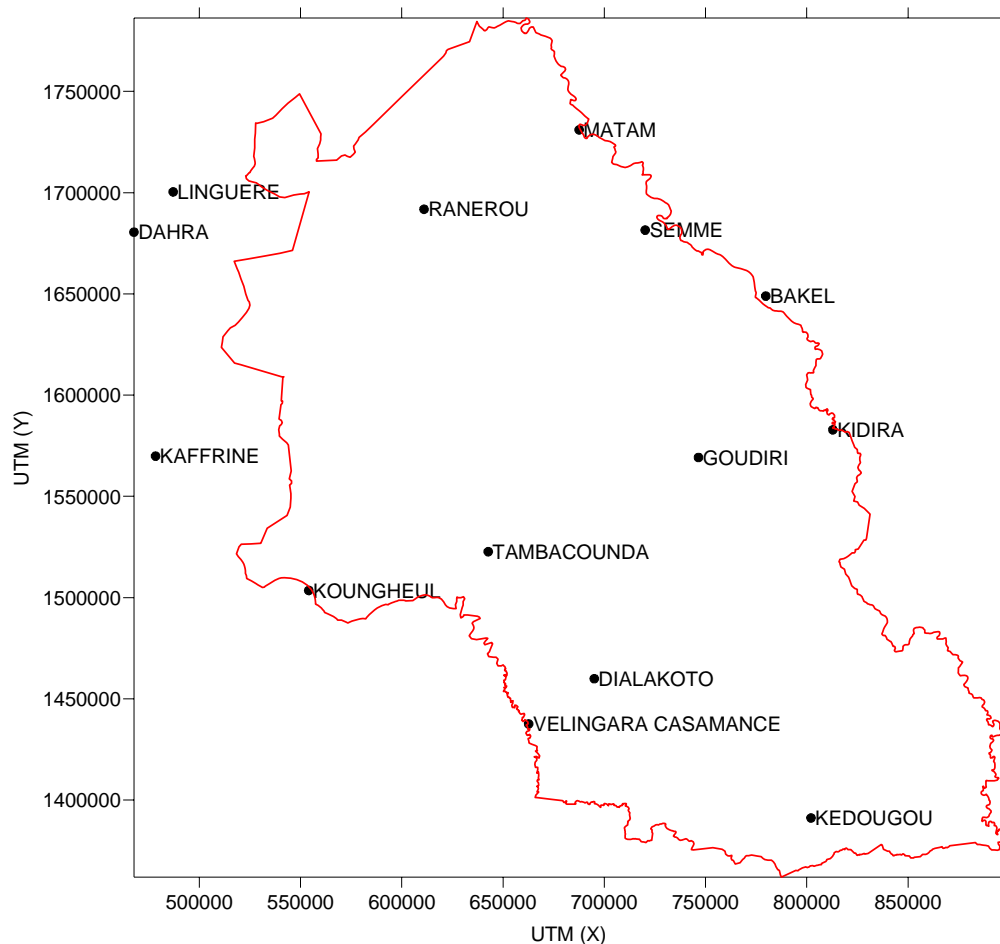 1750000
MATAM
LINGUERE
1700000
RANEROU
DAHRA
SEMME
1650000
BAKEL
1600000
KIDIRA
KAFFRINE
GOUDIRI
1550000
TAMBACOUNDA
KOUNGHEUL
1500000
DIALAKOTO
1450000
VELINGARA CASAMANCE
1400000
KEDOUGOU
UTM (Y)
500000 550000 600000 650000 700000 750000 800000 850000
UTM (X)